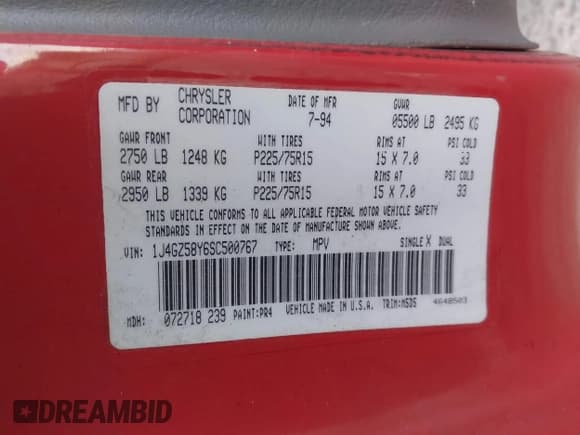 MFD BY CHRYSLER CORPORATION DATE OF MFR 7-94 GVWR 05500 LB 2495 KG
GAWR FRONT WITH TIRES RIMS AT PSI COLD
2750 LB 1248 KG P225/75R15 15 X 7.0 33
GAWR REAR WITH TIRES RIMS AT PSI COLD
2950 LB 1339 KG P225/75R15 15 X 7.0 33
THIS VEHICLE CONFORMS TO ALL APPLICABLE FEDERAL MOTOR VEHICLE SAFETY
STANDARDS IN EFFECT ON THE DATE OF MANUFACTURE SHOWN ABOVE.
VIN: 1J4GZ58Y6SC500767 TYPE: MPV SINGLE X DUAL
MDH: 072718 239 PAINT:PR4 VEHICLE MADE IN U.S.A. TRIM:M5D5 4648503
DREAMBID